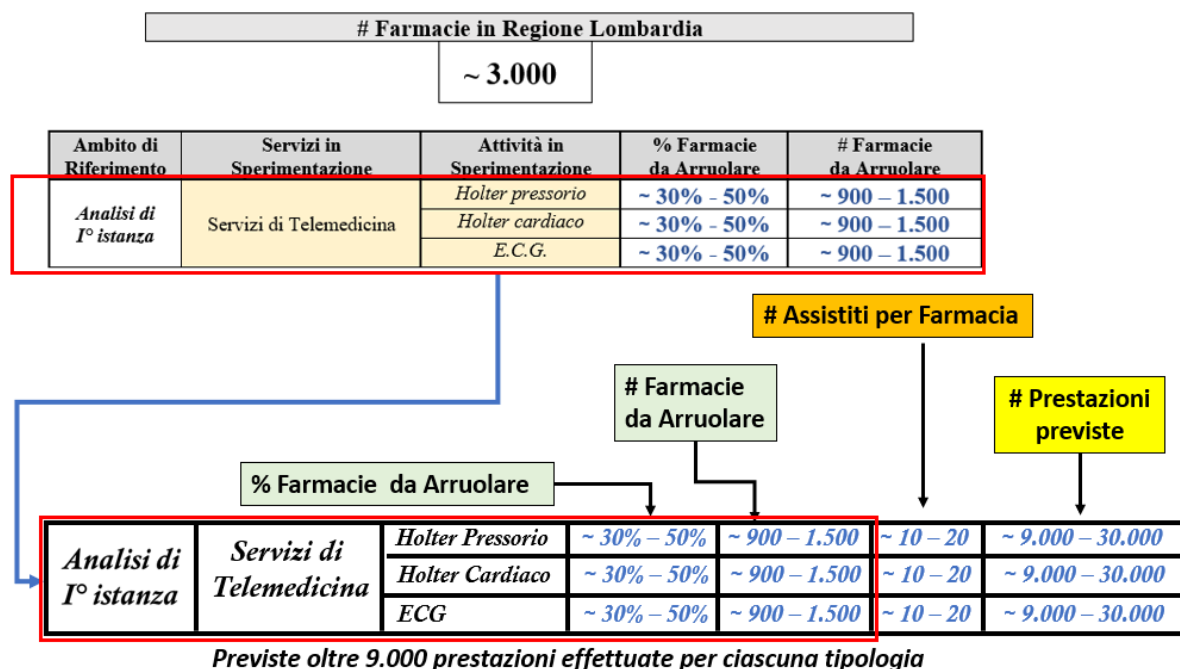 # Farmacie in Regione Lombardia
~ 3.000
Ambito di Riferimento Servizi in Sperimentazione Attività in Sperimentazione % Farmacie da Arruolare # Farmacie da Arruolare
Analisi di I° istanza Servizi di Telemedicina Holter pressorio ~ 30% - 50% ~ 900 – 1.500
Holter cardiaco ~ 30% - 50% ~ 900 – 1.500
E.C.G. ~ 30% - 50% ~ 900 – 1.500
# Assistiti per Farmacia
# Farmacie
da Arruolare
# Prestazioni
previste
% Farmacie da Arruolare
Analisi di I° istanza Servizi di Telemedicina Holter Pressorio ~ 30% – 50% ~ 900 – 1.500 ~ 10 – 20 ~ 9.000 – 30.000
Holter Cardiaco ~ 30% – 50% ~ 900 – 1.500 ~ 10 – 20 ~ 9.000 – 30.000
ECG ~ 30% – 50% ~ 900 – 1.500 ~ 10 – 20 ~ 9.000 – 30.000
Previste oltre 9.000 prestazioni effettuate per ciascuna tipologia